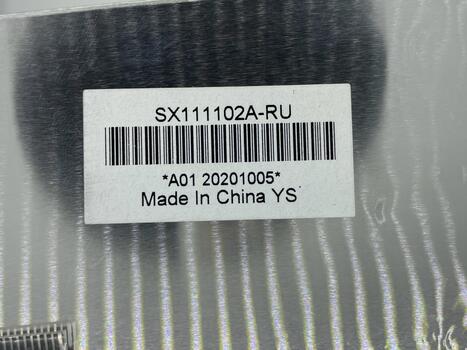 SX111102A-RU
*A01 20201005*
Made In China YS